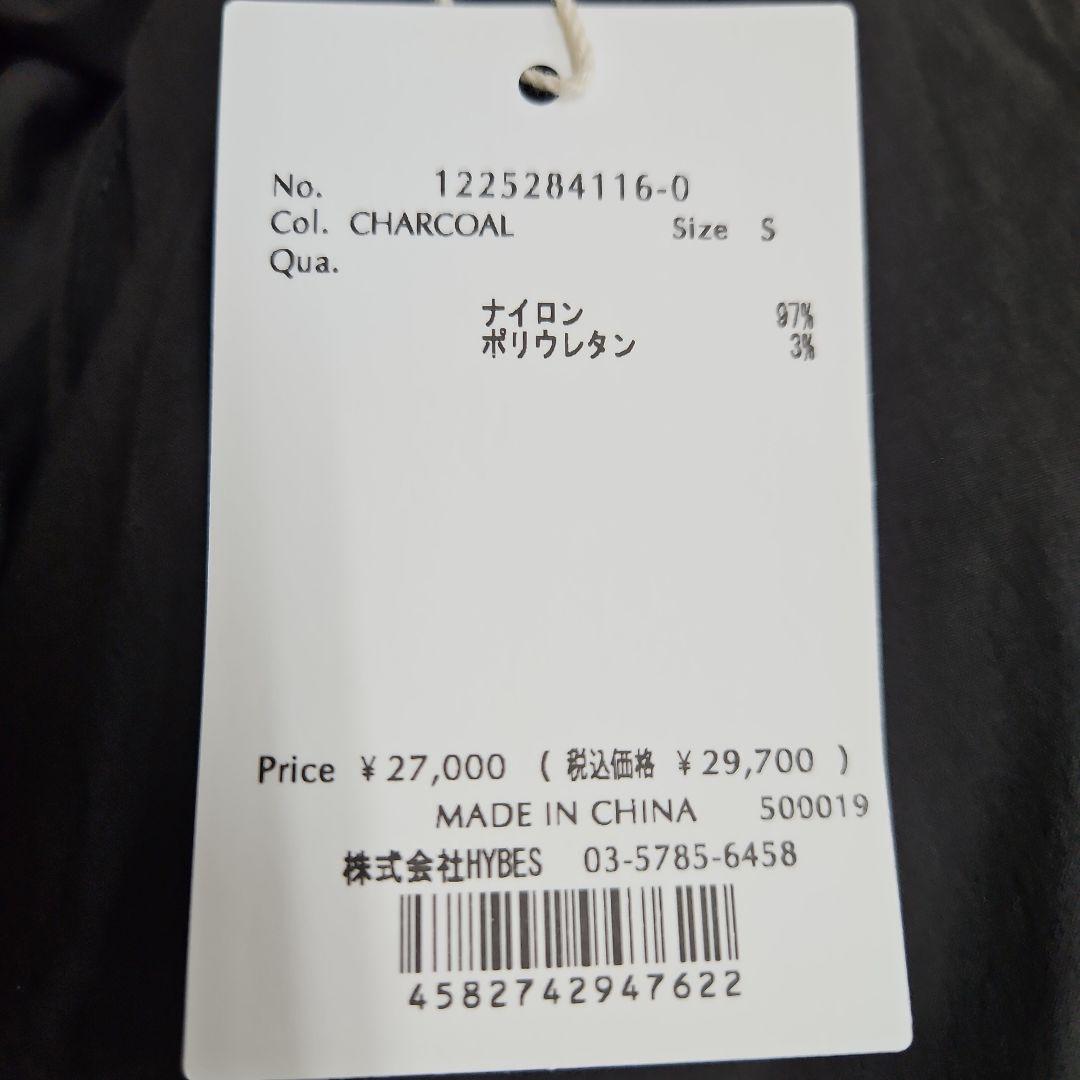 No. 1225284116-0
Col. CHARCOAL Size S
Qua.
ナイロン 97%
ポリウレタン 3%
Price ¥27,000 (税込価格 ¥29,700)
MADE IN CHINA 500019
株式会社HYBES 03-5785-6458
4582742947622